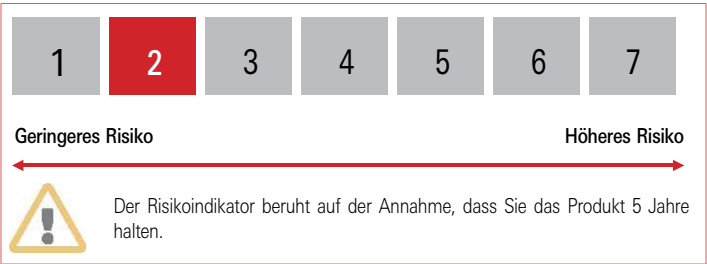 1 2 3 4 5 6 7
Geringeres Risiko Höheres Risiko
Der Risikoindikator beruht auf der Annahme, dass Sie das Produkt 5 Jahre
halten.